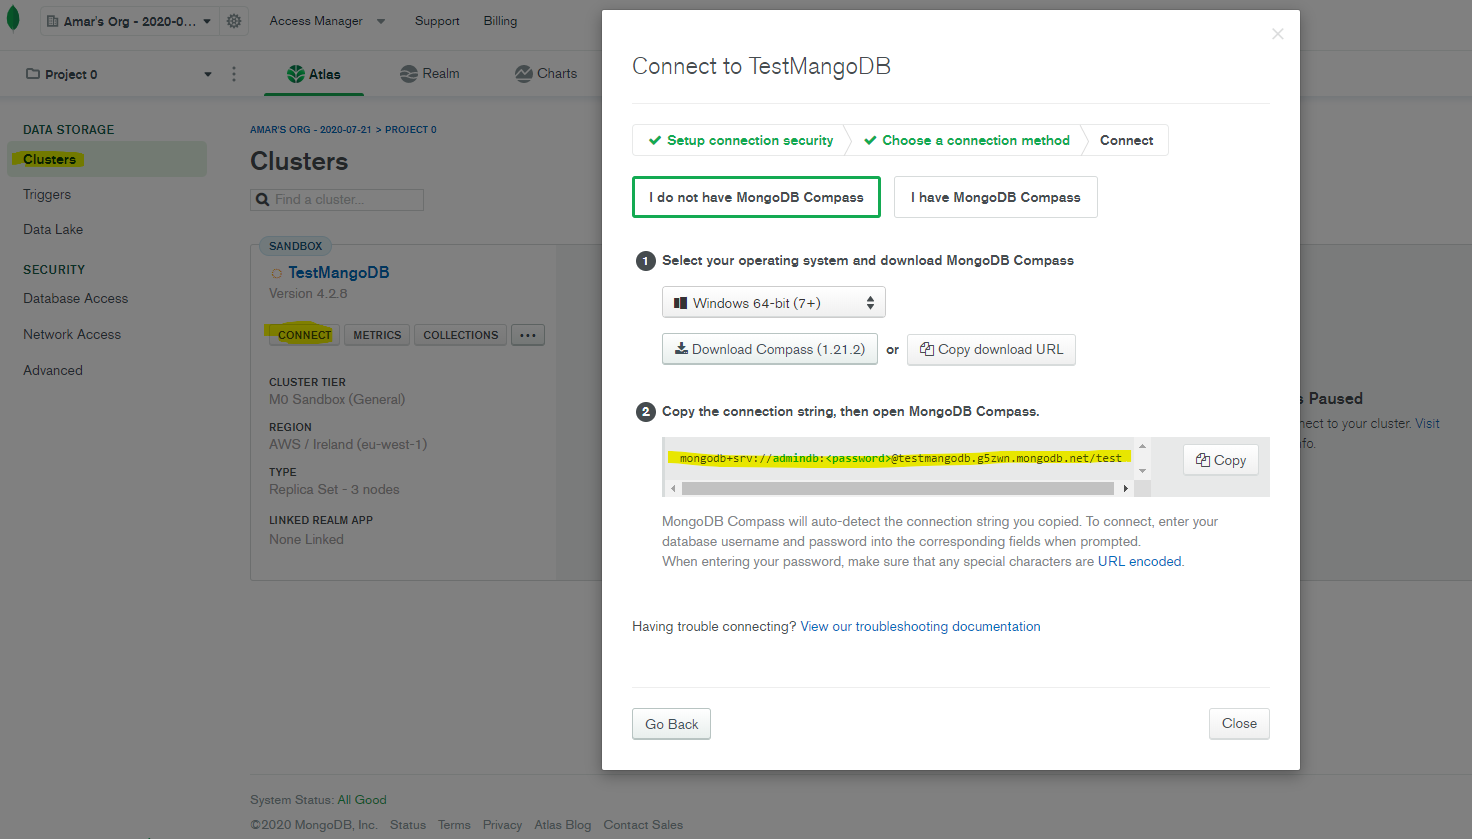 Amar's Org - 2020-0...
Access Manager
Support
Billing
Project 0
Atlas
Realm
Charts
DATA STORAGE
Clusters
Triggers
Data Lake
SECURITY
Database Access
Network Access
Advanced
AMAR'S ORG - 2020-07-21 > PROJECT 0
Clusters
Find a cluster...
SANDBOX
TestMangoDB
Version 4.2.8
CONNECT
METRICS
COLLECTIONS
...
CLUSTER TIER
M0 Sandbox (General)
REGION
AWS / Ireland (eu-west-1)
TYPE
Replica Set - 3 nodes
LINKED REALM APP
None Linked
Connect to TestMangoDB
Setup connection security
Choose a connection method
Connect
I do not have MongoDB Compass
I have MongoDB Compass
1 Select your operating system and download MongoDB Compass
Windows 64-bit (7+)
Download Compass (1.21.2) or Copy download URL
2 Copy the connection string, then open MongoDB Compass.
mongodb+srv://admindb:<password>@testmangodb.g5zwn.mongodb.net/test
Copy
MongoDB Compass will auto-detect the connection string you copied. To connect, enter your
database username and password into the corresponding fields when prompted.
When entering your password, make sure that any special characters are URL encoded.
Having trouble connecting? View our troubleshooting documentation
Go Back
Close
Paused
to your cluster. Visit
System Status: All Good
©2020 MongoDB, Inc. Status Terms Privacy Atlas Blog Contact Sales